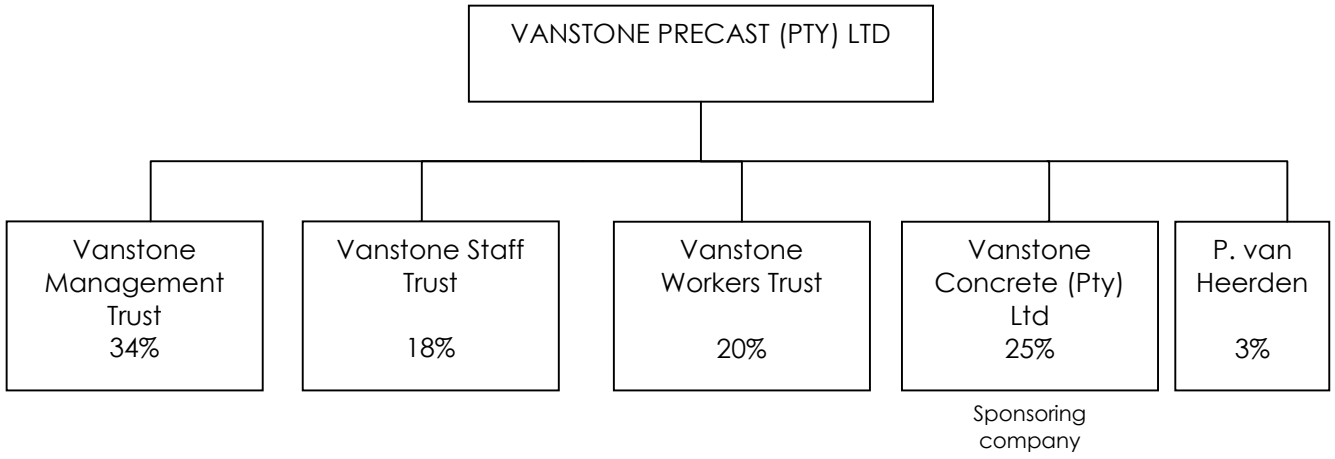 VANSTONE PRECAST (PTY) LTD
Vanstone
Management
Trust
34%
Vanstone Staff
Trust
18%
Vanstone
Workers Trust
20%
Vanstone
Concrete (Pty)
Ltd
25%
P. van
Heerden
3%
Sponsoring
company